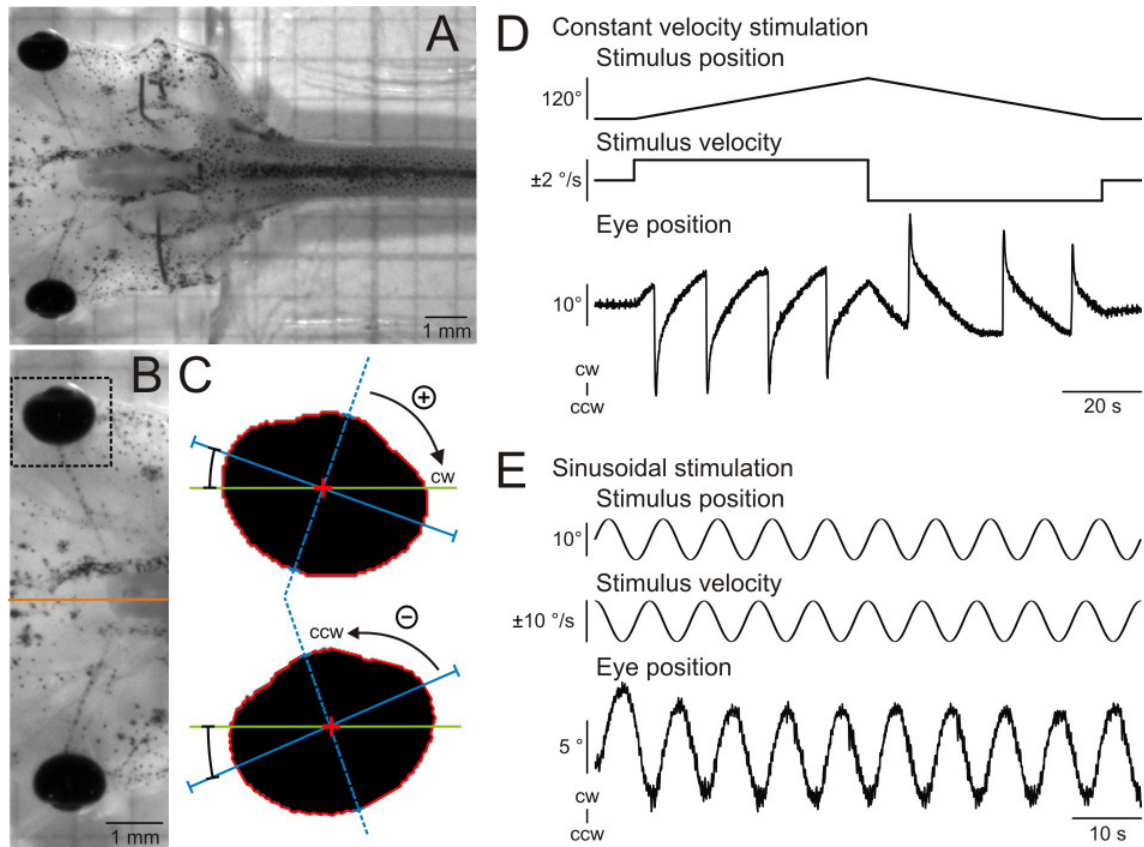 A
1 mm
B
1 mm
C
+
cw
ccw
−
D
Constant velocity stimulation
Stimulus position
120°
Stimulus velocity
±2 °/s
Eye position
10°
cw
ccw
20 s
E
Sinusoidal stimulation
Stimulus position
10°
Stimulus velocity
±10 °/s
Eye position
5 °
cw
ccw
10 s